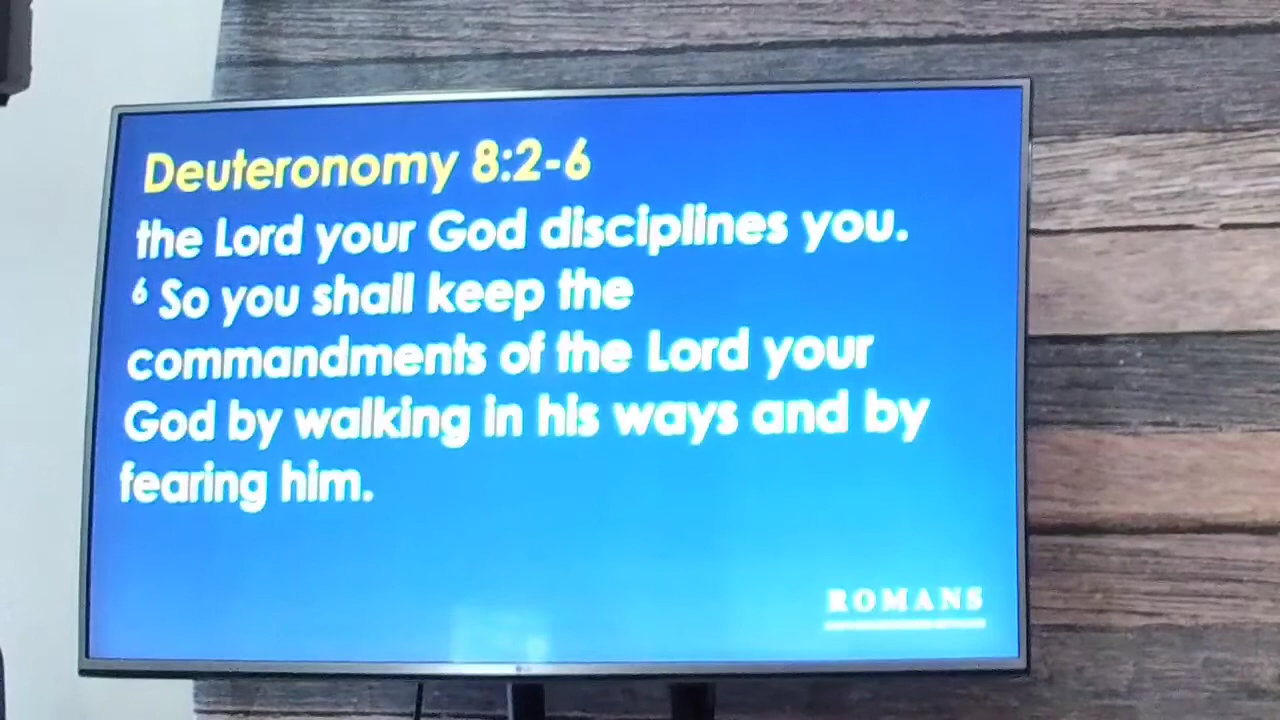 Deuteronomy 8:2-6
the Lord your God disciplines you.
6 So you shall keep the
commandments of the Lord your
God by walking in his ways and by
fearing him.
ROMANS